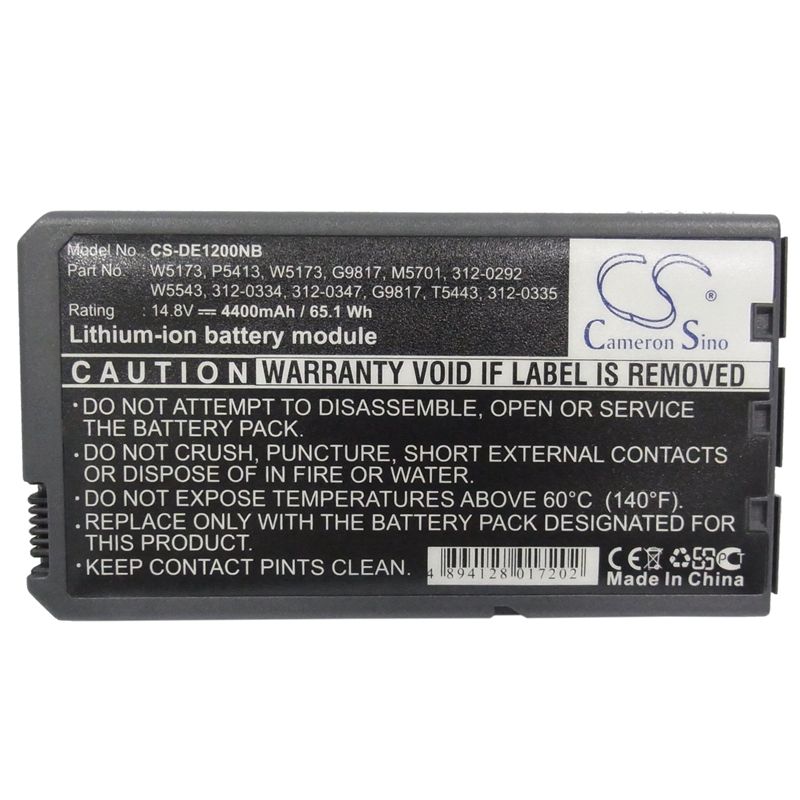 Model No. CS-DE1200NB
Part No. W5173, P5413, W5173, G9817, M5701, 312-0292
W5543, 312-0334, 312-0347, G9817, T5443, 312-0335
Rating : 14.8V 4400mAh / 65.1 Wh
Lithium-ion battery module
CS ®
Cameron Sino
CAUTION WARRANTY VOID IF LABEL IS REMOVED
• DO NOT ATTEMPT TO DISASSEMBLE, OPEN OR SERVICE
THE BATTERY PACK.
• DO NOT CRUSH, PUNCTURE, SHORT EXTERNAL CONTACTS
OR DISPOSE OF IN FIRE OR WATER.
• DO NOT EXPOSE TEMPERATURES ABOVE 60°C (140°F).
• REPLACE ONLY WITH THE BATTERY PACK DESIGNATED FOR
THIS PRODUCT.
• KEEP CONTACT PINTS CLEAN.
4 894128 017202
CE
Made In China